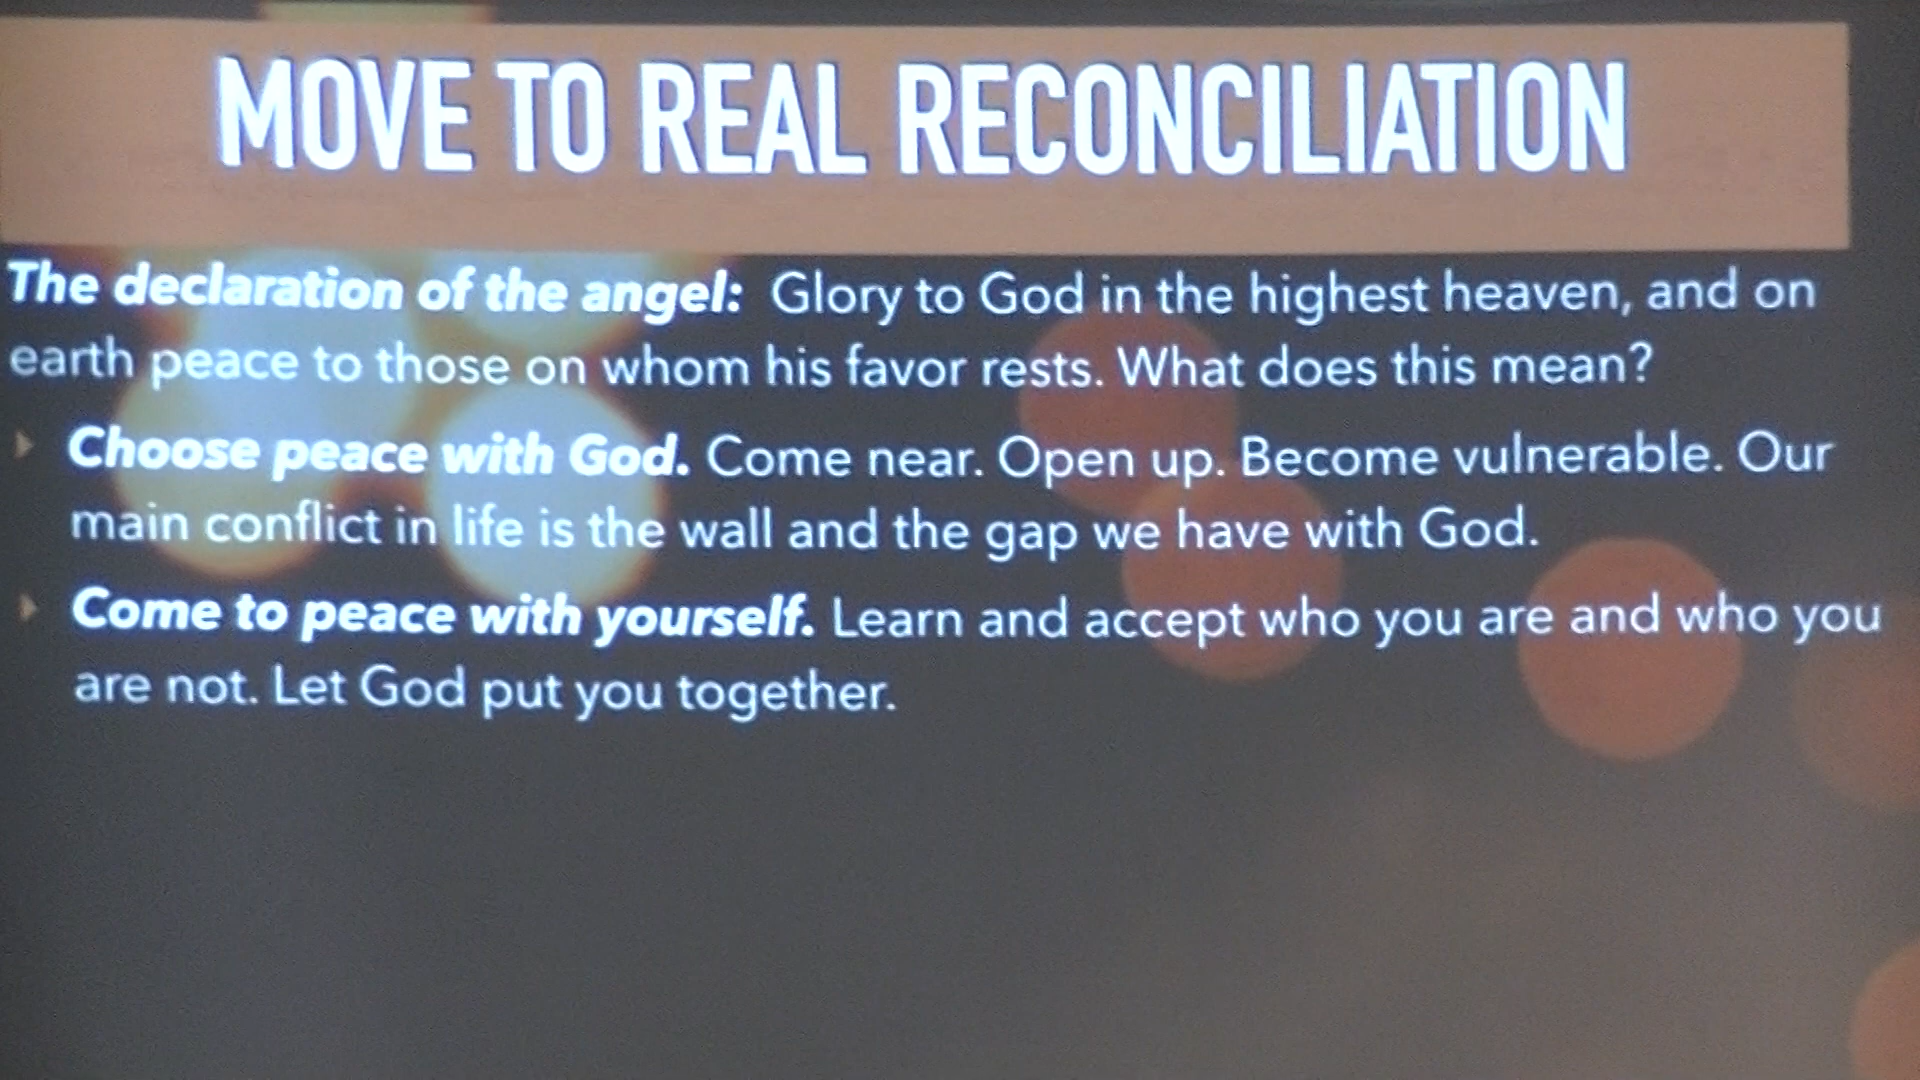 MOVE TO REAL RECONCILIATION
The declaration of the angel: Glory to God in the highest heaven, and on
earth peace to those on whom his favor rests. What does this mean?
Choose peace with God. Come near. Open up. Become vulnerable. Our
main conflict in life is the wall and the gap we have with God.
Come to peace with yourself. Learn and accept who you are and who you
are not. Let God put you together.